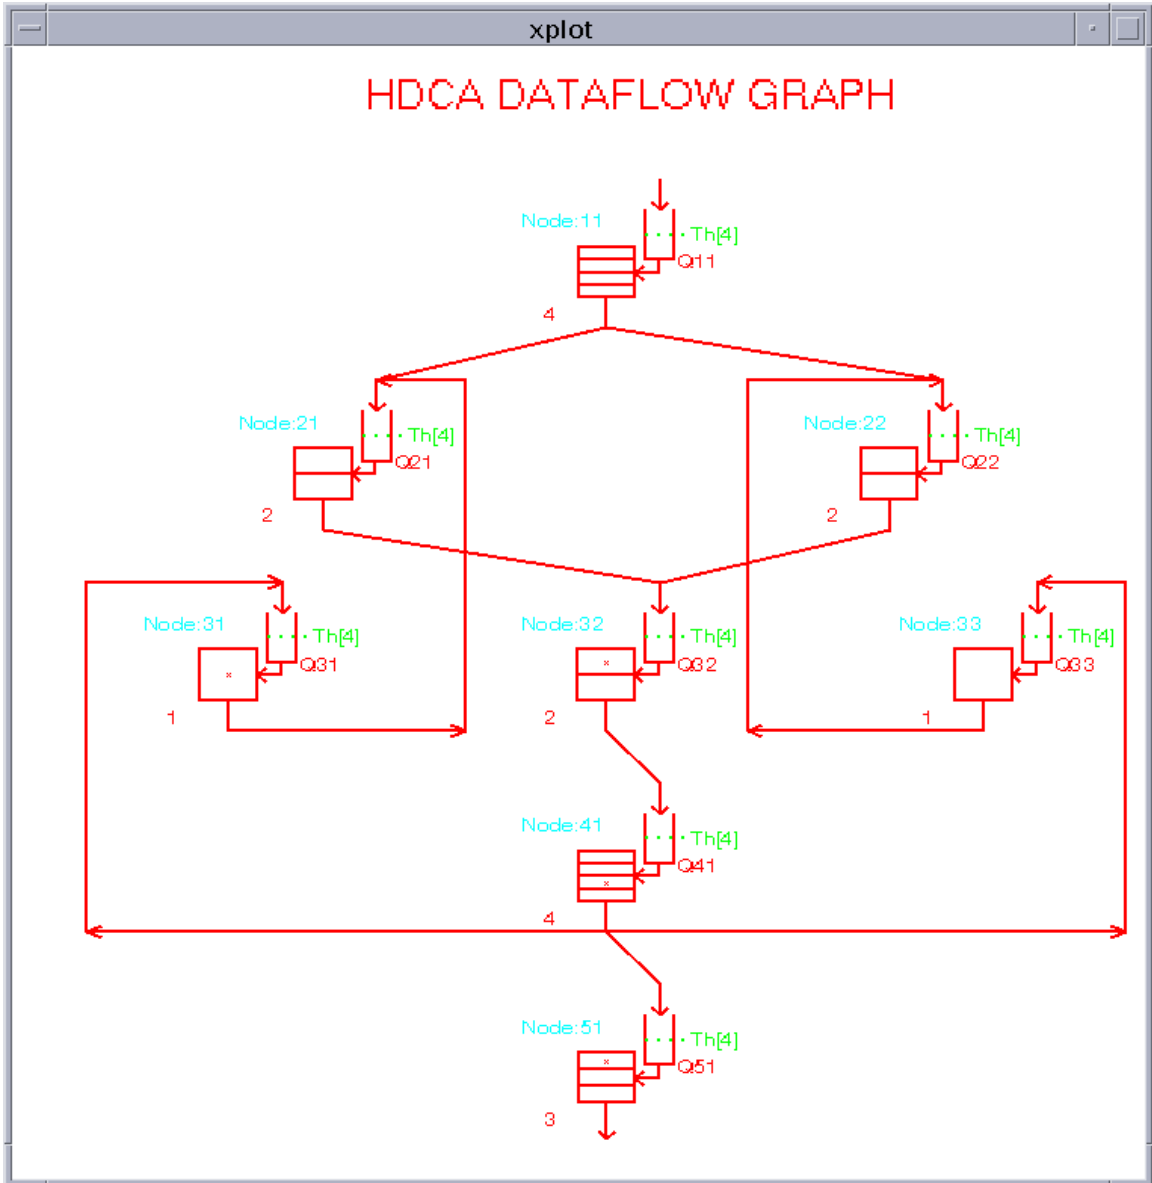 xplot
HDCA DATAFLOW GRAPH
Node:11
Th[4]
Q11
4
Node:21
Th[4]
Q21
2
Node:22
Th[4]
Q22
2
Node:31
Th[4]
Q31
1
Node:32
Th[4]
Q32
2
Node:33
Th[4]
Q33
1
Node:41
Th[4]
Q41
4
Node:51
Th[4]
Q51
3